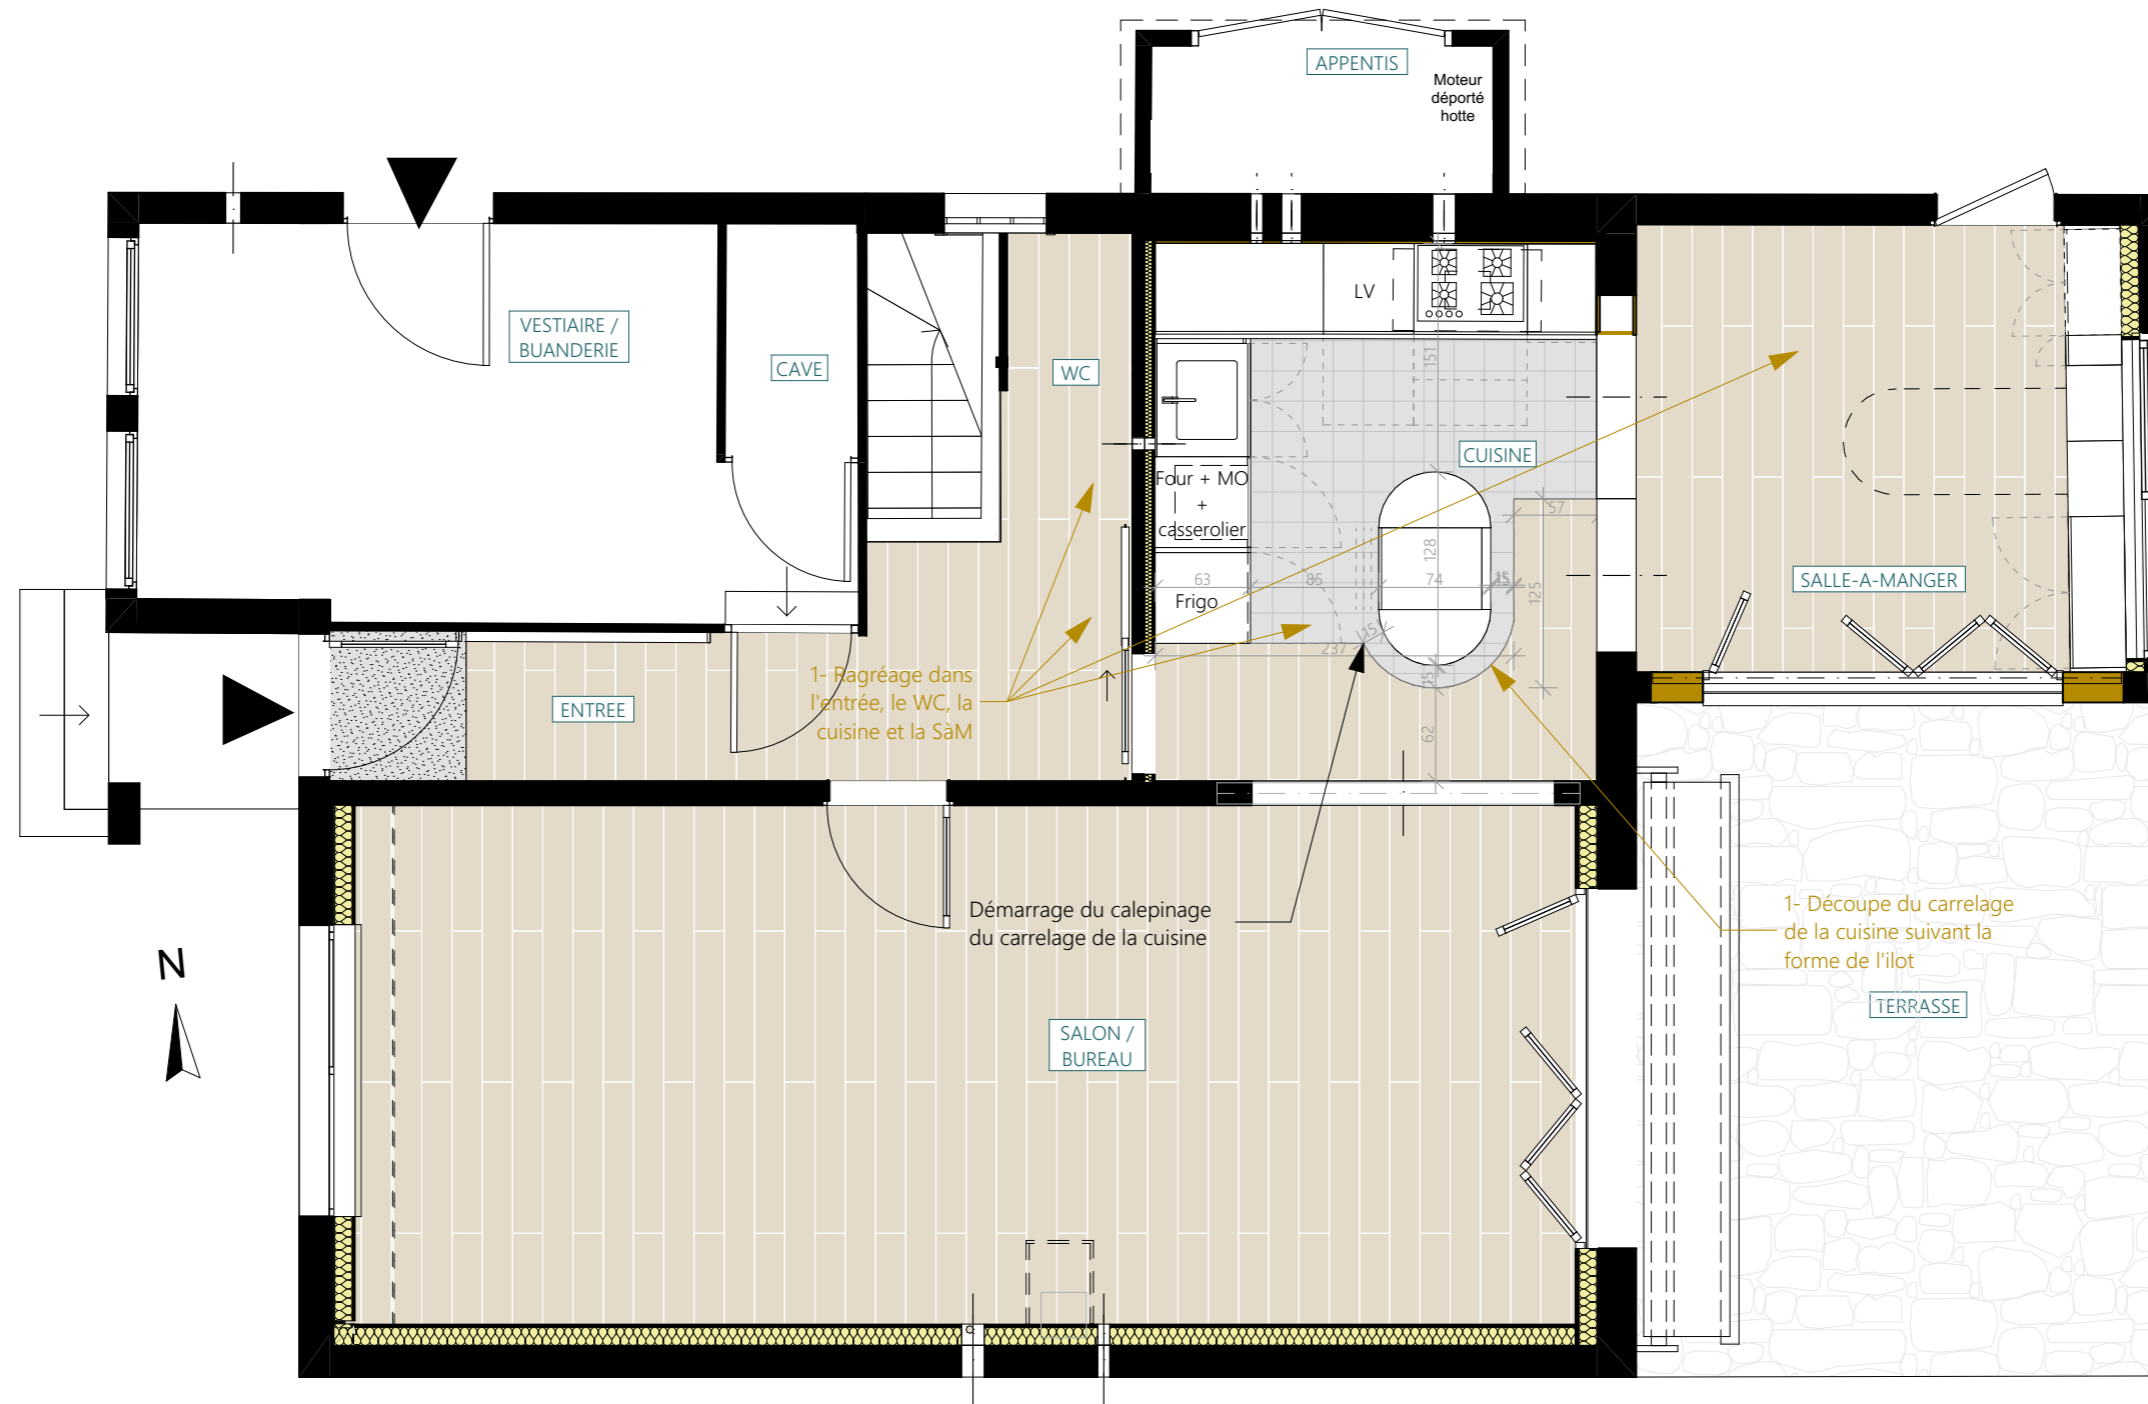 APPENTIS
Moteur
déporté
hotte
VESTIAIRE /
BUANDERIE
CAVE
WC
LV
151
CUISINE
Four + MO
+
casserolier
57
128
63
85
74
15
125
Frigo
15
237
15
62
SALLE-A-MANGER
ENTREE
1- Ragréage dans
l'entrée, le WC, la
cuisine et la SàM
Démarrage du calepinage
du carrelage de la cuisine
1- Découpe du carrelage
de la cuisine suivant la
forme de l'ilot
N
TERRASSE
SALON /
BUREAU